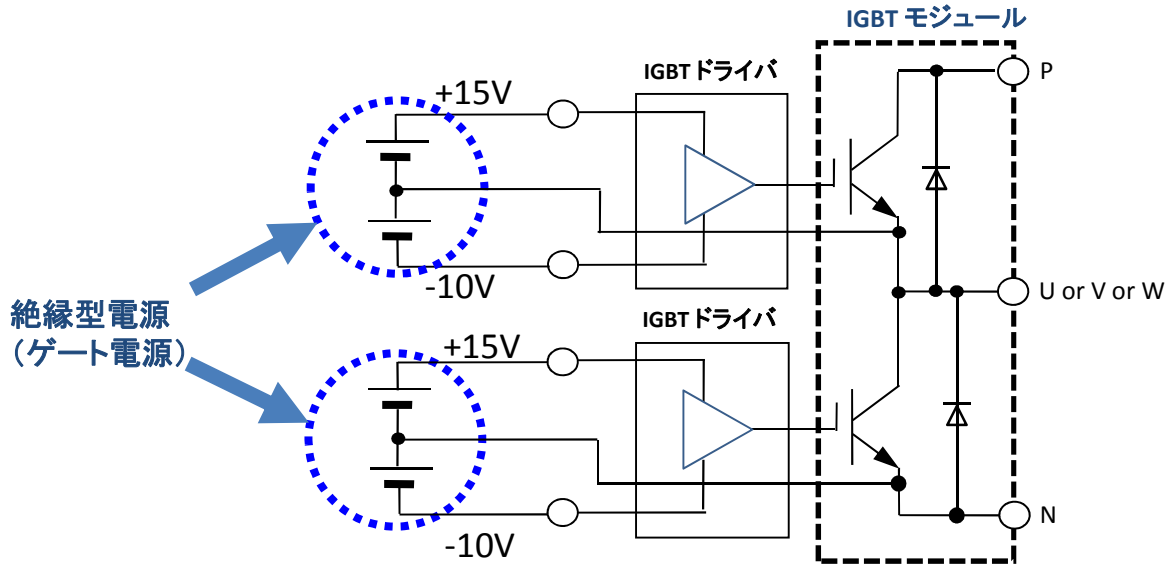 IGBT モジュール
IGBT ドライバ
P
+15V
-10V
U or V or W
絶縁型電源
（ゲート電源）
IGBT ドライバ
+15V
-10V
N